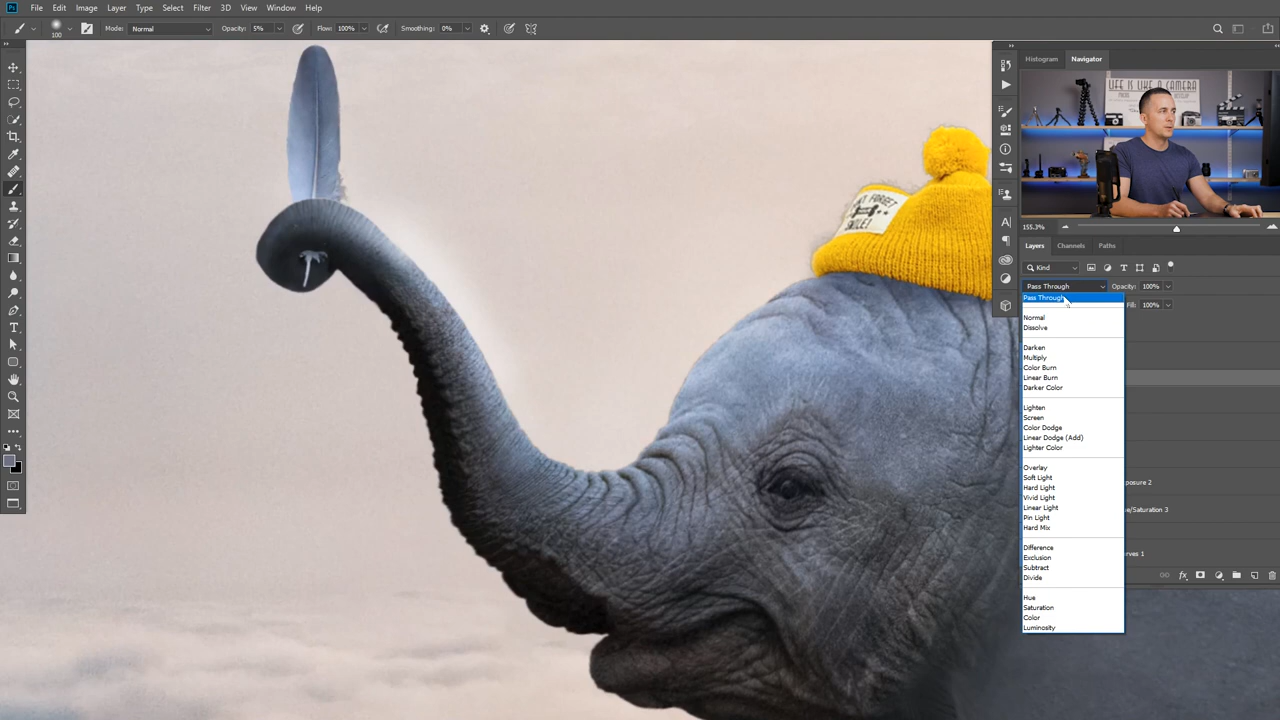 Ps File Edit Image Layer Type Select Filter 3D View Window Help
100 Mode: Normal Opacity: 5% Flow: 100% Smoothing: 0%
Histogram Navigator
LIFE IS LIKE A CAMERA
155.3%
Layers Channels Paths
Kind
Pass Through Opacity: 100%
Fill: 100%
Pass Through
Normal
Dissolve
Darken
Multiply
Color Burn
Linear Burn
Darker Color
Lighten
Screen
Color Dodge
Linear Dodge (Add)
Lighter Color
Overlay
Soft Light
Hard Light
Vivid Light
Linear Light
Pin Light
Hard Mix
Difference
Exclusion
Subtract
Divide
Hue
Saturation
Color
Luminosity
posure 2
e/Saturation 3
rves 1
FORGET
SMILE!